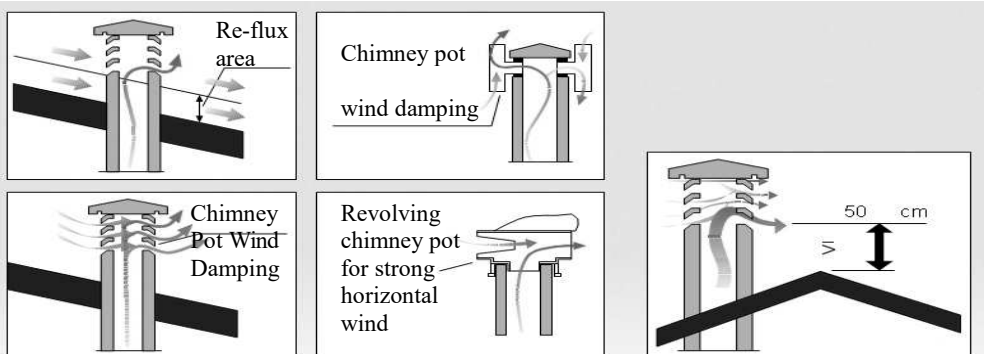 Re-flux
area
Chimney pot
wind damping
Chimney
Pot Wind
Damping
Revolving
chimney pot
for strong
horizontal
wind
50 cm
≥